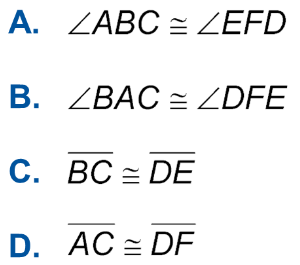 A. ∠ABC ≅ ∠EFD
B. ∠BAC ≅ ∠DFE
C. B̅C̅ ≅ D̅E̅
D. A̅C̅ ≅ D̅F̅